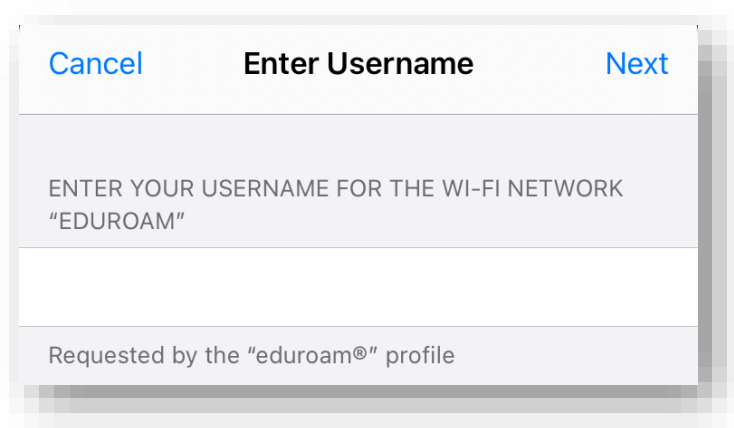 Cancel Enter Username Next
ENTER YOUR USERNAME FOR THE WI-FI NETWORK
“EDUROAM”
Requested by the “eduroam®” profile